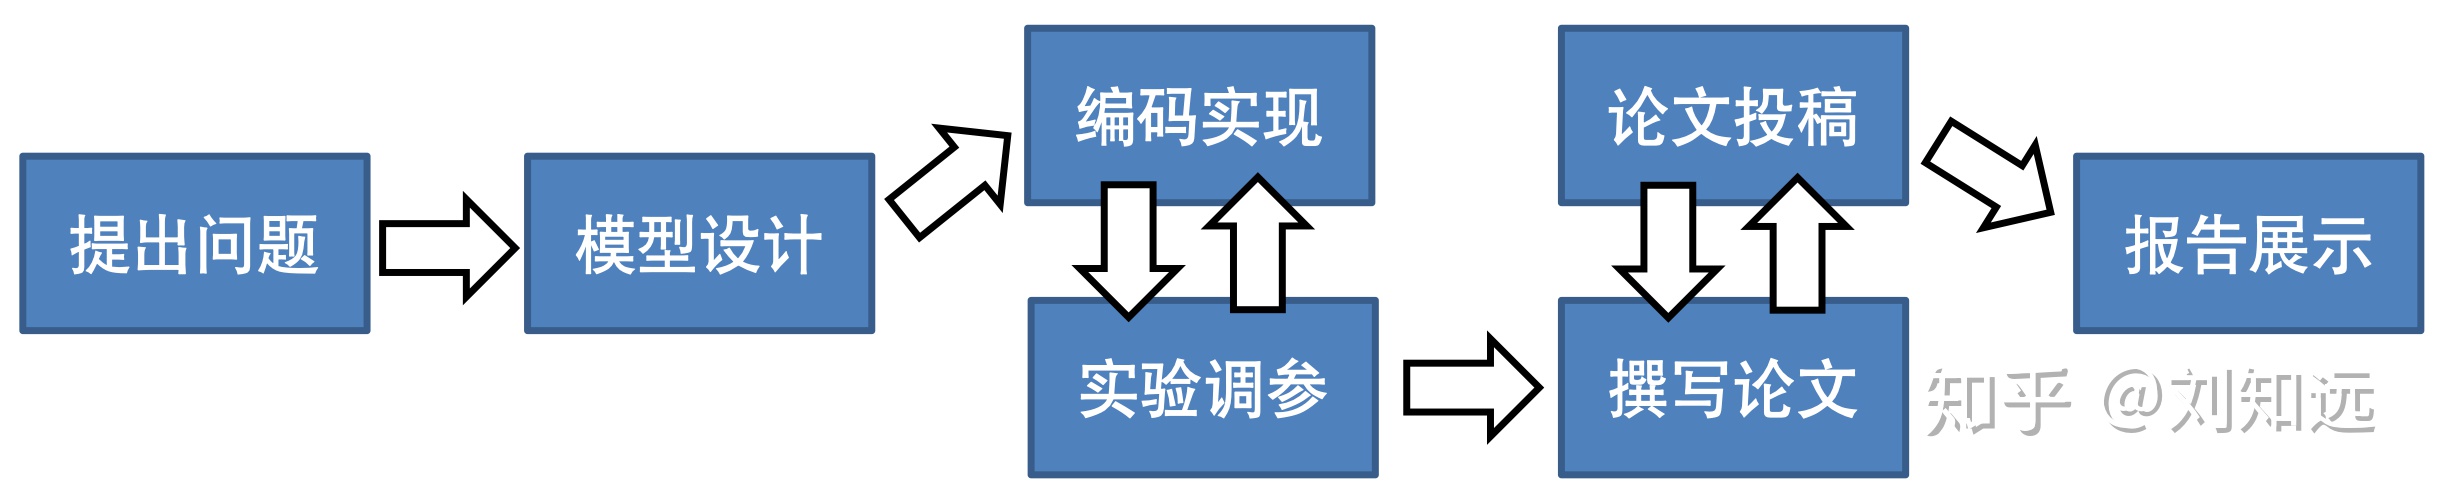 提出问题
模型设计
编码实现
实验调参
论文投稿
撰写论文
报告展示
知乎 @刘知远